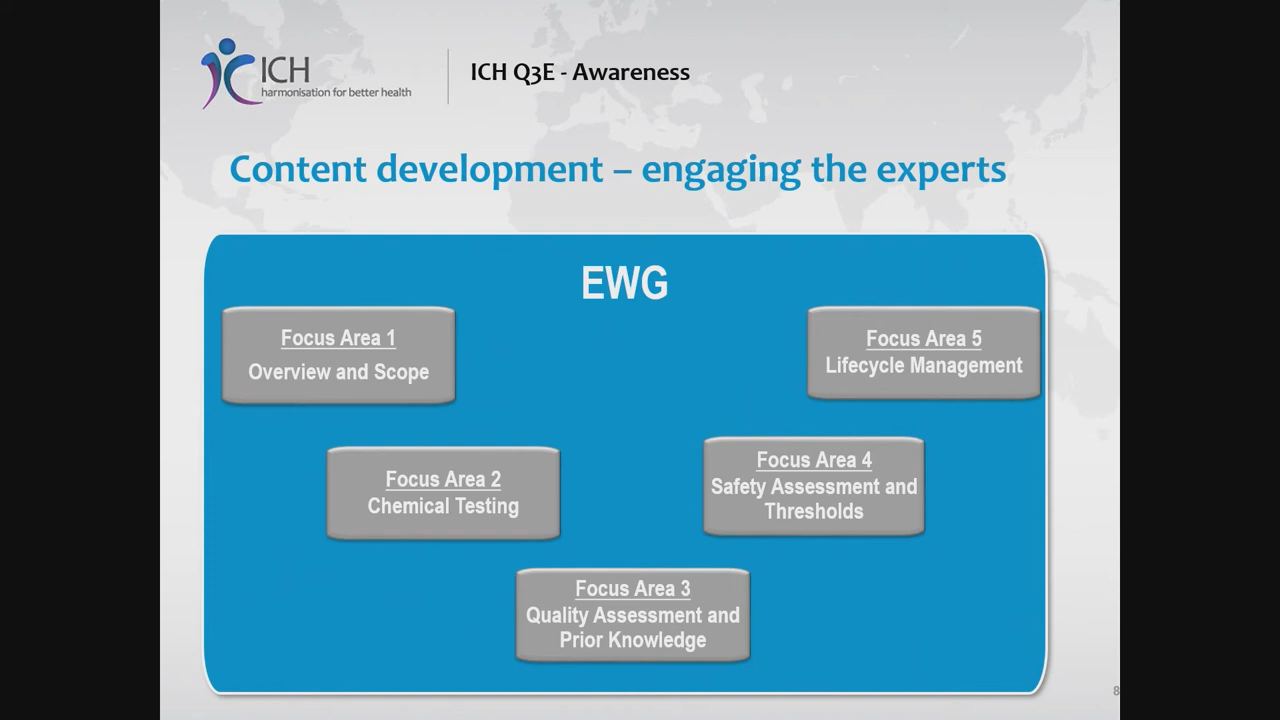 ICH
harmonisation for better health
ICH Q3E - Awareness
Content development – engaging the experts
EWG
Focus Area 1
Overview and Scope
Focus Area 2
Chemical Testing
Focus Area 3
Quality Assessment and
Prior Knowledge
Focus Area 4
Safety Assessment and
Thresholds
Focus Area 5
Lifecycle Management
8